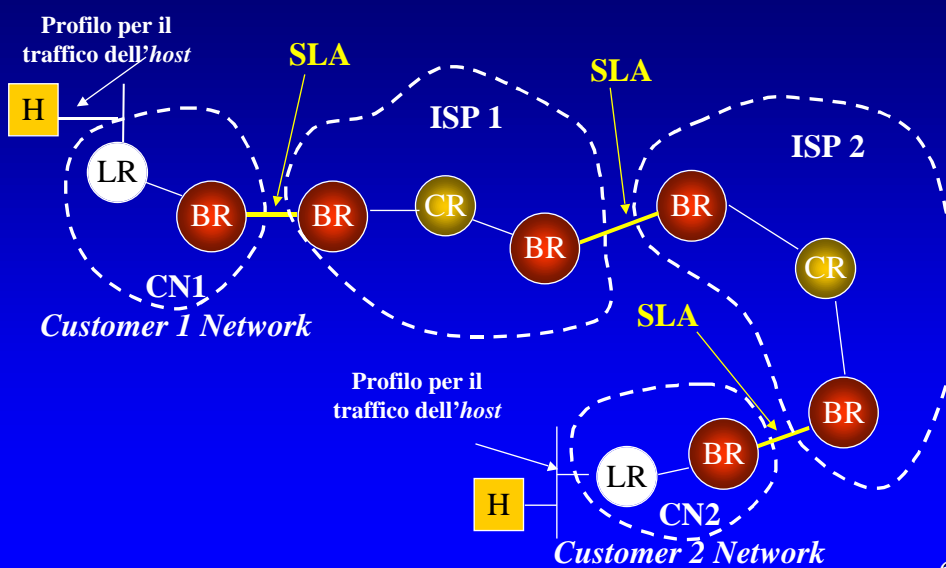 Profilo per il
traffico dell'host
SLA
SLA
H
ISP 1
ISP 2
LR
BR
BR
CR
BR
BR
CR
CN1
Customer 1 Network
SLA
Profilo per il
traffico dell'host
BR
BR
LR
H
CN2
Customer 2 Network